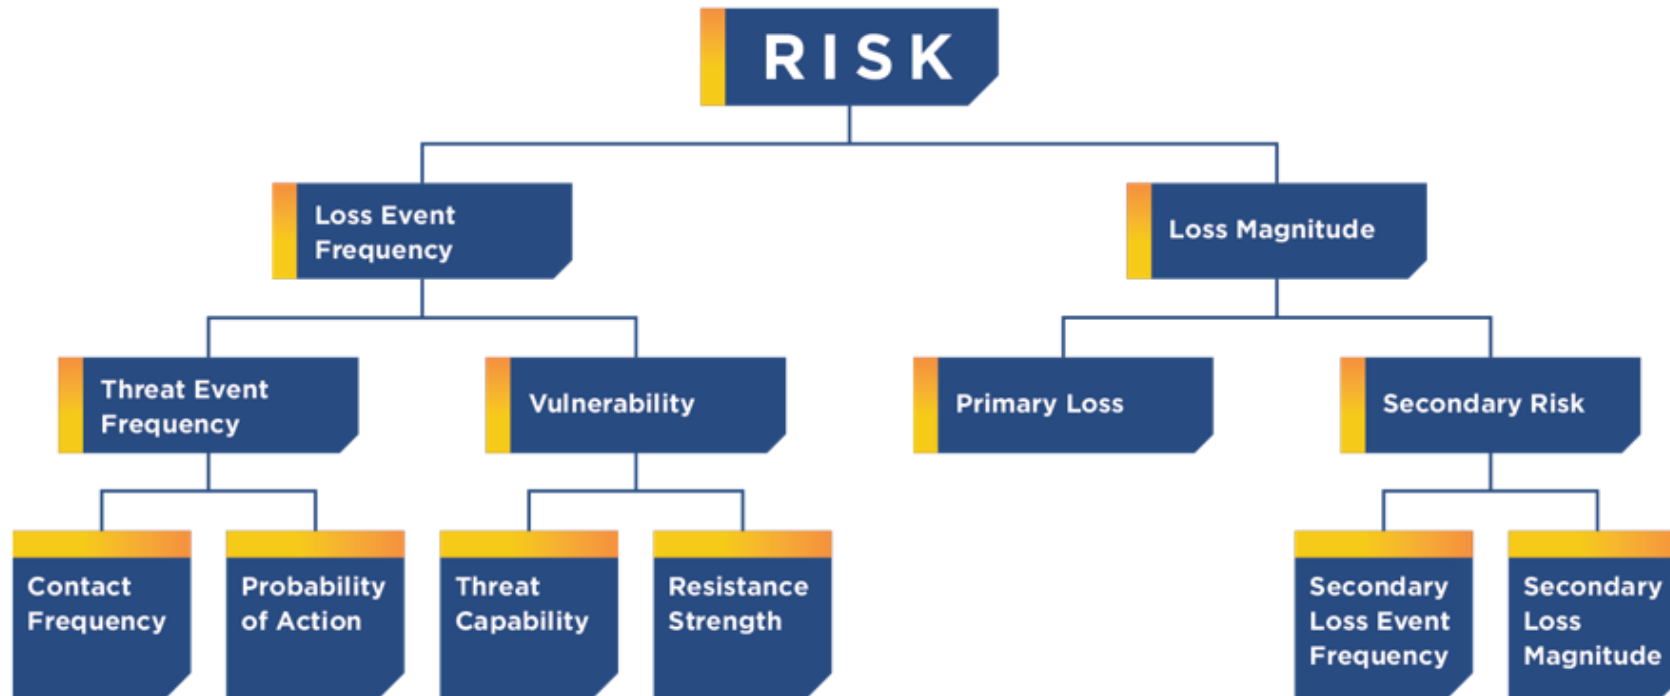 RISK
Loss Event
Frequency
Loss Magnitude
Threat Event
Frequency
Vulnerability
Primary Loss
Secondary Risk
Contact
Frequency
Probability
of Action
Threat
Capability
Resistance
Strength
Secondary
Loss Event
Frequency
Secondary
Loss
Magnitude